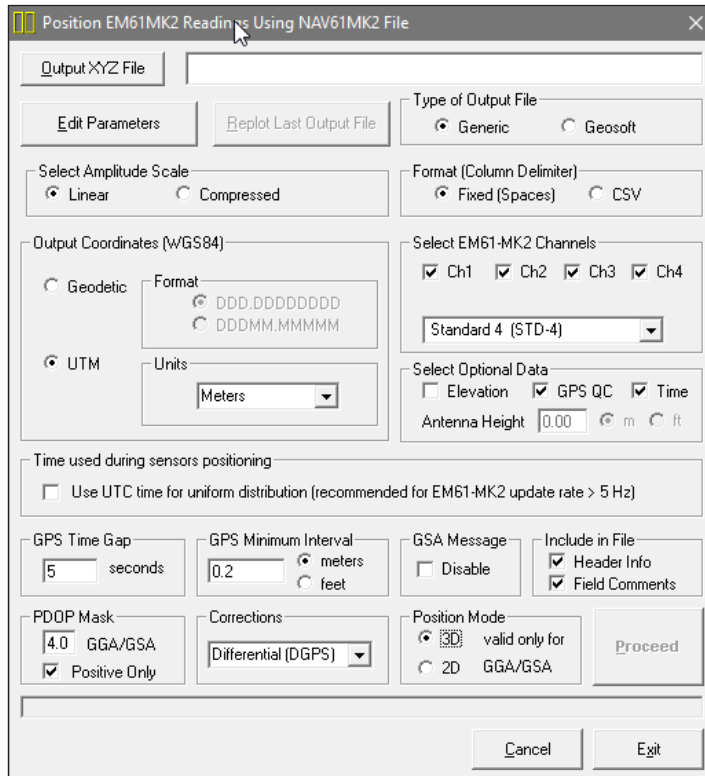 Position EM61MK2 Readings Using NAV61MK2 File
Output XYZ File
Edit Parameters
Replot Last Output File
Type of Output File
Generic
Geosoft
Select Amplitude Scale
Linear
Compressed
Format (Column Delimiter)
Fixed (Spaces)
CSV
Output Coordinates (WGS84)
Geodetic
Format
DDD.DDDDDDDD
DDDMM.MMMMM
UTM
Units
Meters
Select EM61-MK2 Channels
Ch1
Ch2
Ch3
Ch4
Standard 4 (STD-4)
Select Optional Data
Elevation
GPS QC
Time
Antenna Height
0.00
m
ft
Time used during sensors positioning
Use UTC time for uniform distribution (recommended for EM61-MK2 update rate > 5 Hz)
GPS Time Gap
5
seconds
GPS Minimum Interval
0.2
meters
feet
GSA Message
Disable
Include in File
Header Info
Field Comments
PDOP Mask
4.0
GGA/GSA
Positive Only
Corrections
Differential (DGPS)
Position Mode
3D
valid only for
2D
GGA/GSA
Proceed
Cancel
Exit